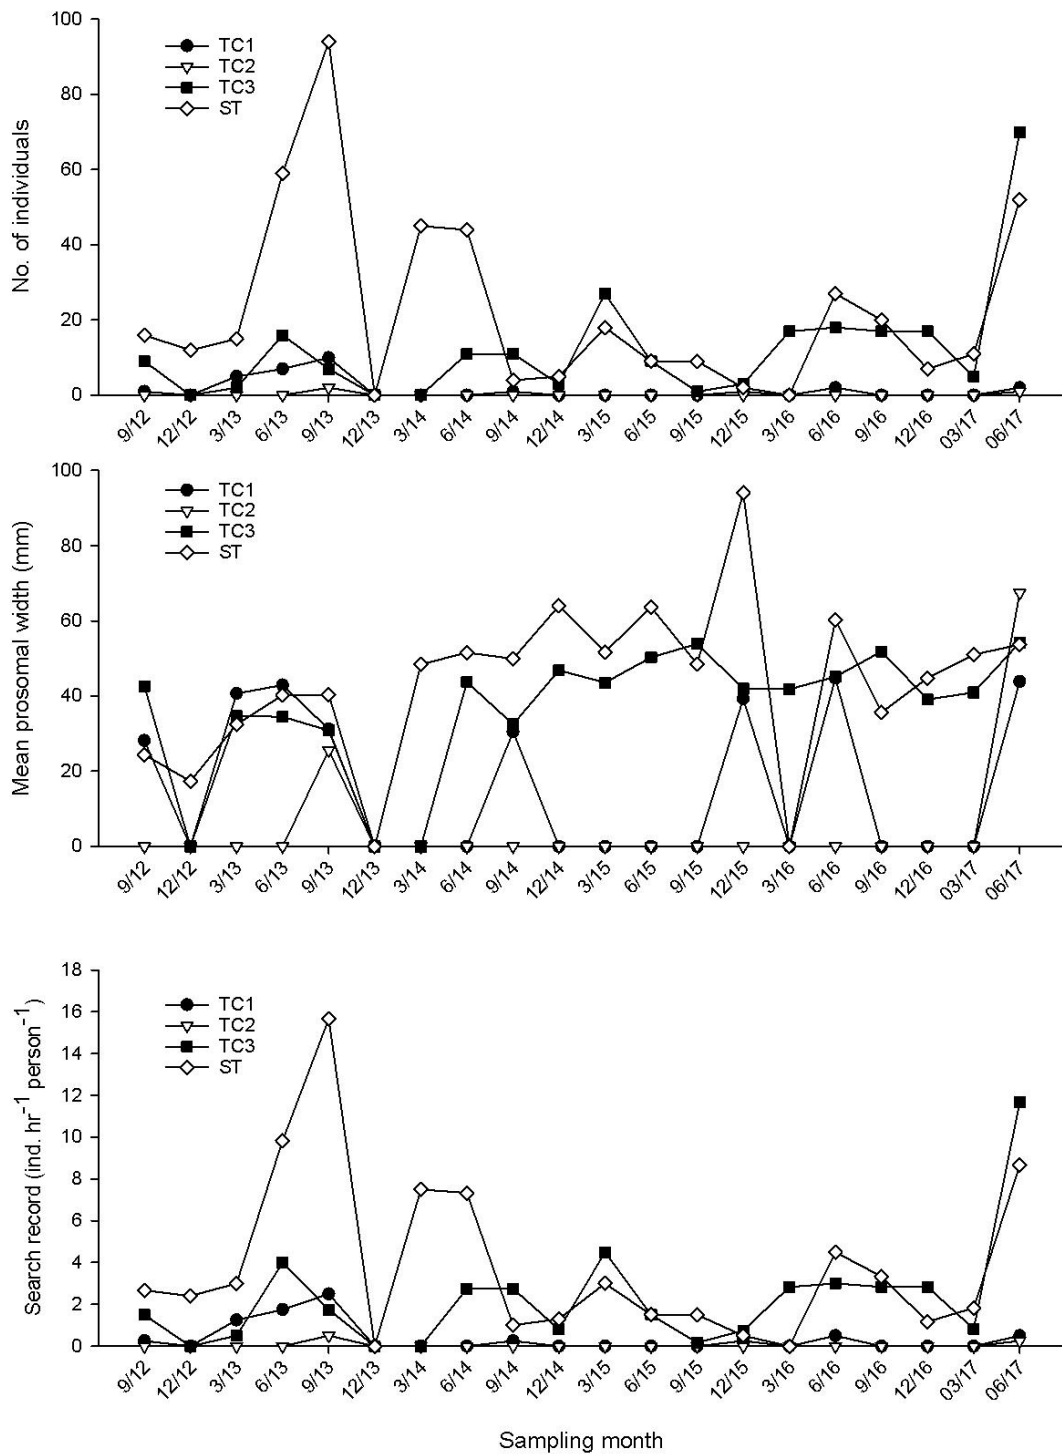 No. of individuals
100
80
60
40
20
0
TC1
TC2
TC3
ST
9/12 12/12 3/13 6/13 9/13 12/13 3/14 6/14 9/14 12/14 3/15 6/15 9/15 12/15 3/16 6/16 9/16 12/16 03/17 06/17
Mean prosomal width (mm)
100
80
60
40
20
0
TC1
TC2
TC3
ST
9/12 12/12 3/13 6/13 9/13 12/13 3/14 6/14 9/14 12/14 3/15 6/15 9/15 12/15 3/16 6/16 9/16 12/16 03/17 06/17
Search record (ind. hr⁻¹ person⁻¹)
18
16
14
12
10
8
6
4
2
0
TC1
TC2
TC3
ST
9/12 12/12 3/13 6/13 9/13 12/13 3/14 6/14 9/14 12/14 3/15 6/15 9/15 12/15 3/16 6/16 9/16 12/16 03/17 06/17
Sampling month